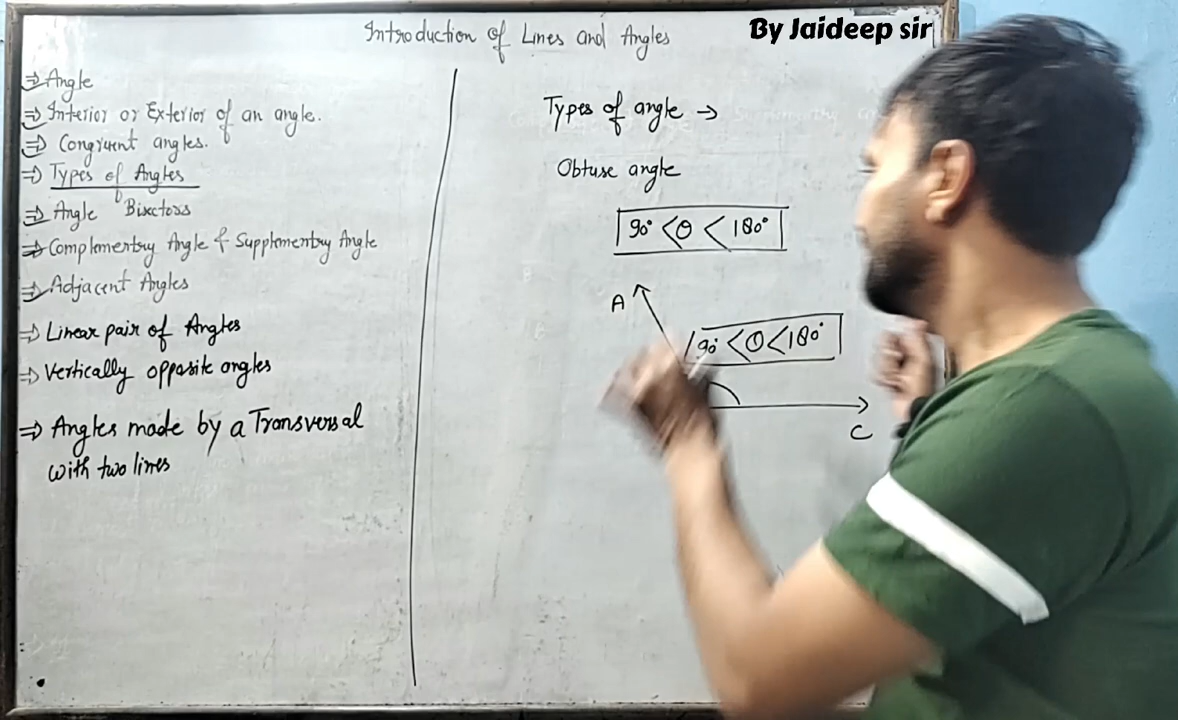 Introduction of Lines and Angles
By Jaideep sir
⇒ Angle
⇒ Interior or Exterior of an angle.
⇒ Congruent angles.
⇒ Types of Angles
⇒ Angle Bisectors
⇒ Complementry Angle & Supplementry Angle
⇒ Adjacent Angles
⇒ Linear pair of Angles
⇒ Vertically opposite angles
⇒ Angles made by a Transversal
with two lines
Types of angle →
Obtuse angle
90° < θ < 180°
A
90° < θ < 180°
C